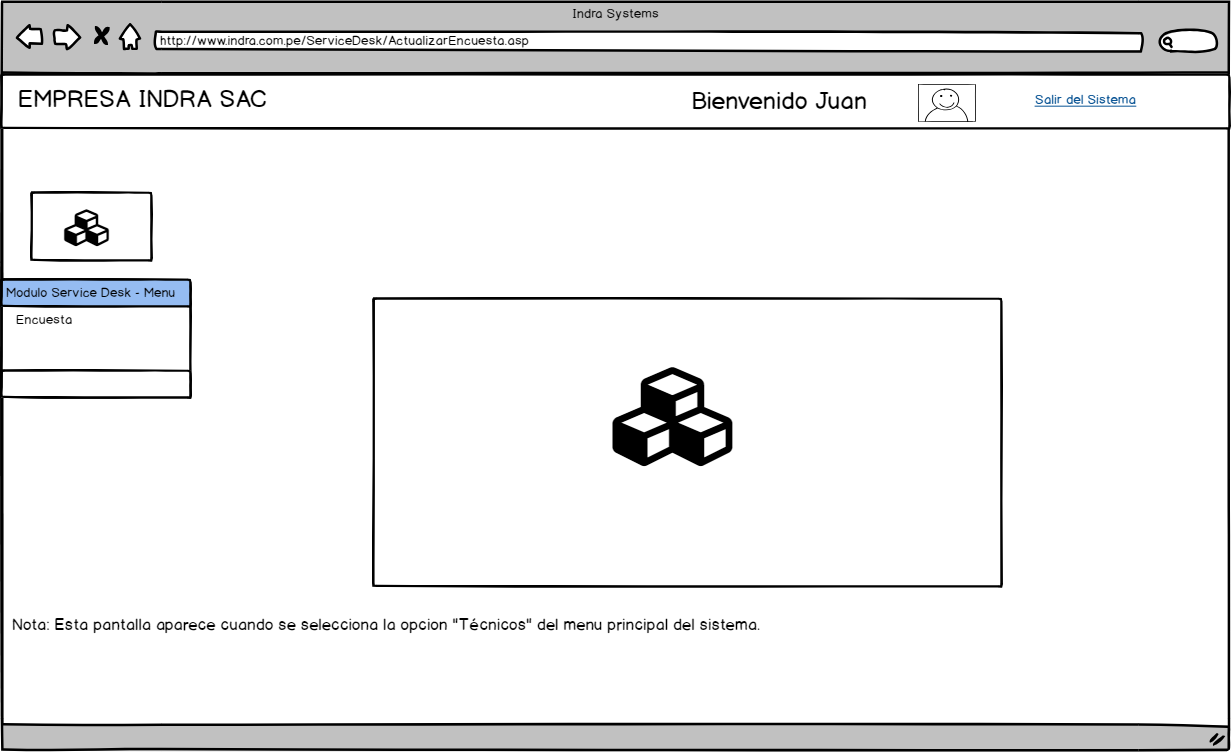 Indra Systems
http://www.indra.com.pe/ServiceDesk/ActualizarEncuesta.asp
EMPRESA INDRA SAC
Bienvenido Juan
Salir del Sistema
Modulo Service Desk - Menu
Encuesta
Nota: Esta pantalla aparece cuando se selecciona la opcion "Técnicos" del menu principal del sistema.